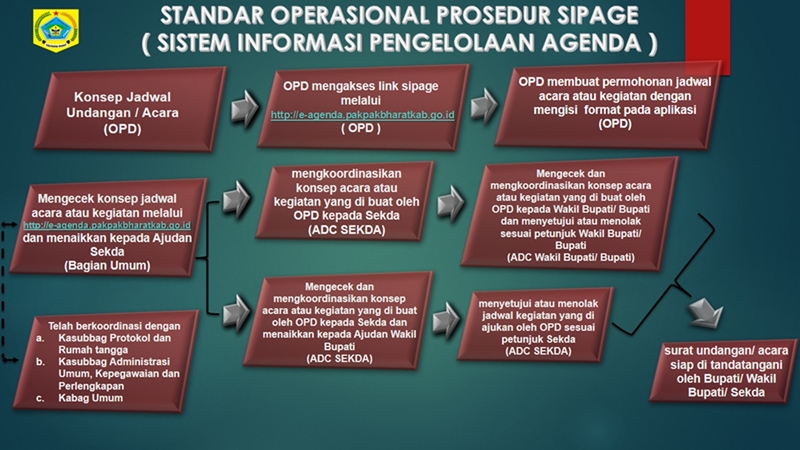 STANDAR OPERASIONAL PROSEDUR SIPAGE
( SISTEM INFORMASI PENGELOLAAN AGENDA )
Konsep Jadwal
Undangan / Acara
(OPD)
OPD mengakses link sipage
melalui
http://e-agenda.pakpakbharatkab.go.id
( OPD )
OPD membuat permohonan jadwal
acara atau kegiatan dengan
mengisi format pada aplikasi
(OPD)
Mengecek konsep jadwal
acara atau kegiatan melalui
http://e-agenda.pakpakbharatkab.go.id
dan menaikkan kepada Ajudan
Sekda
(Bagian Umum)
mengkoordinasikan
konsep acara atau
kegiatan yang di buat oleh
OPD kepada Sekda
(ADC SEKDA)
Mengecek dan
mengkoordinasikan konsep acara
atau kegiatan yang di buat oleh
OPD kepada Wakil Bupati/ Bupati
dan menyetujui atau menolak
sesuai petunjuk Wakil Bupati/
Bupati
(ADC Wakil Bupati/ Bupati)
Telah berkoordinasi dengan
a. Kasubbag Protokol dan
Rumah tangga
b. Kasubbag Administrasi
Umum, Kepegawaian dan
Perlengkapan
c. Kabag Umum
Mengecek dan
mengkoordinasikan konsep
acara atau kegiatan yang di buat
oleh OPD kepada Sekda dan
menaikkan kepada Ajudan Wakil
Bupati
(ADC SEKDA)
menyetujui atau menolak
jadwal kegiatan yang di
ajukan oleh OPD sesuai
petunjuk Sekda
(ADC SEKDA)
surat undangan/ acara
siap di tandatangani
oleh Bupati/ Wakil
Bupati/ Sekda